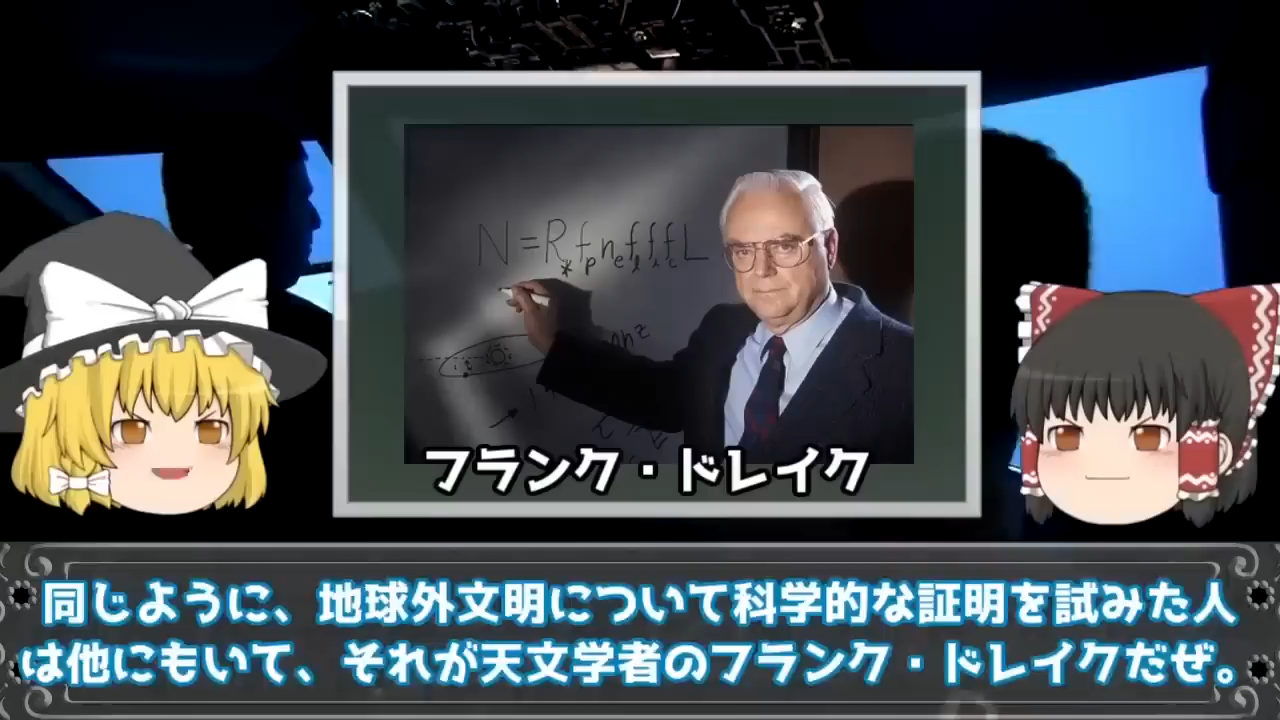 N=R*fpneflfifcL
フランク・ドレイク
同じように、地球外文明について科学的な証明を試みた人
は他にもいて、それが天文学者のフランク・ドレイクだぜ。